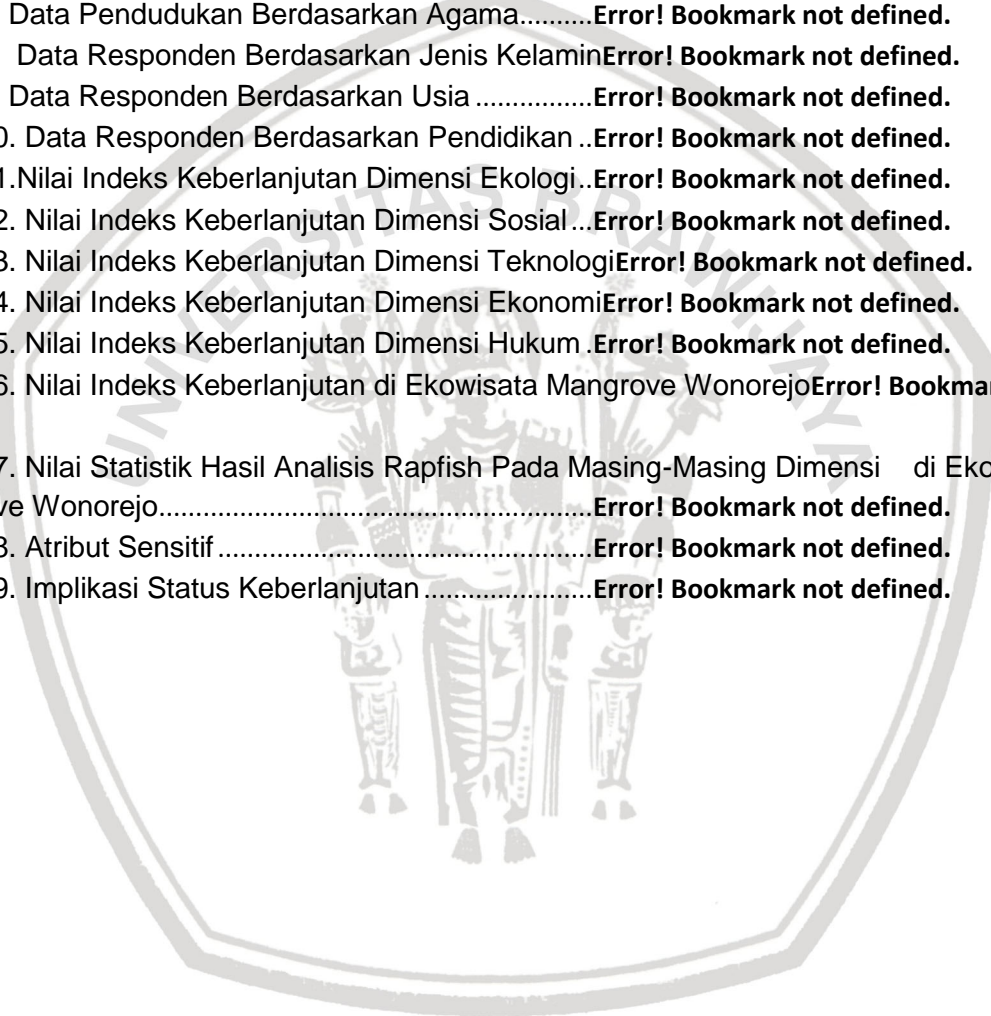 Data Pendudukan Berdasarkan Agama..........Error! Bookmark not defined.
Data Responden Berdasarkan Jenis KelaminError! Bookmark not defined.
Data Responden Berdasarkan Usia ................Error! Bookmark not defined.
0. Data Responden Berdasarkan Pendidikan ..Error! Bookmark not defined.
1.Nilai Indeks Keberlanjutan Dimensi Ekologi..Error! Bookmark not defined.
2. Nilai Indeks Keberlanjutan Dimensi Sosial ...Error! Bookmark not defined.
3. Nilai Indeks Keberlanjutan Dimensi TeknologiError! Bookmark not defined.
4. Nilai Indeks Keberlanjutan Dimensi EkonomiError! Bookmark not defined.
5. Nilai Indeks Keberlanjutan Dimensi Hukum .Error! Bookmark not defined.
6. Nilai Indeks Keberlanjutan di Ekowisata Mangrove WonorejoError! Bookmar
7. Nilai Statistik Hasil Analisis Rapfish Pada Masing-Masing Dimensi di Eko
ve Wonorejo...........................................................Error! Bookmark not defined.
8. Atribut Sensitif ...................................................Error! Bookmark not defined.
9. Implikasi Status Keberlanjutan .......................Error! Bookmark not defined.
UNIVERSITAS BRAWIJAYA